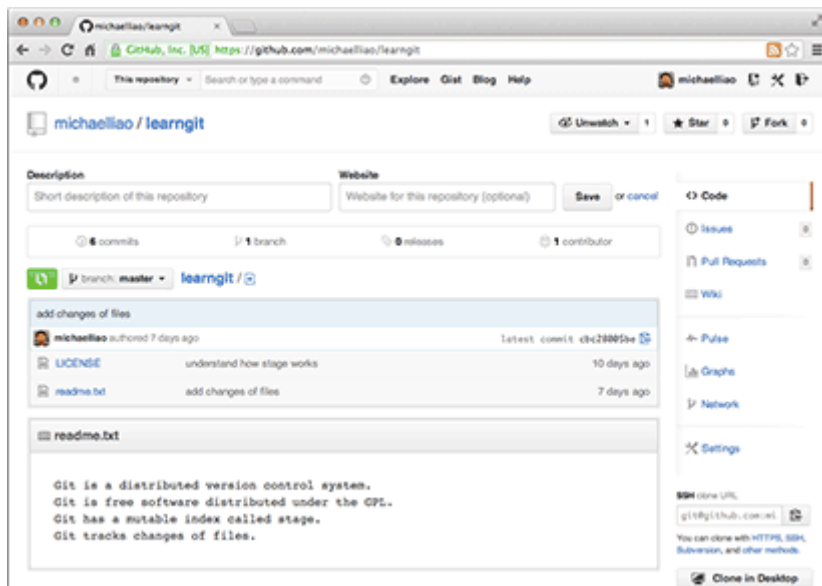 michaelliao/learngit
GitHub, Inc. [US] https://github.com/michaelliao/learngit
This repository Search or type a command Explore Gist Blog Help michaelliao
michaelliao / learngit Unwatch 1 Star 0 Fork 0
Description Website
Short description of this repository Website for this repository (optional) Save or cancel
6 commits 1 branch 0 releases 1 contributor
branch: master learngit /
add changes of files
michaelliao authored 7 days ago latest commit
LICENSE understand how stage works 10 days ago
readme.txt add changes of files 7 days ago
readme.txt
Git is a distributed version control system.
Git is free software distributed under the GPL.
Git has a mutable index called stage.
Git tracks changes of files.
Code
Issues 0
Pull Requests 0
Wiki
Pulse
Graphs
Network
Settings
SSH clone URL
git@github.com:mi
You can clone with HTTPS, SSH,
Subversion, and other methods.
Clone in Desktop